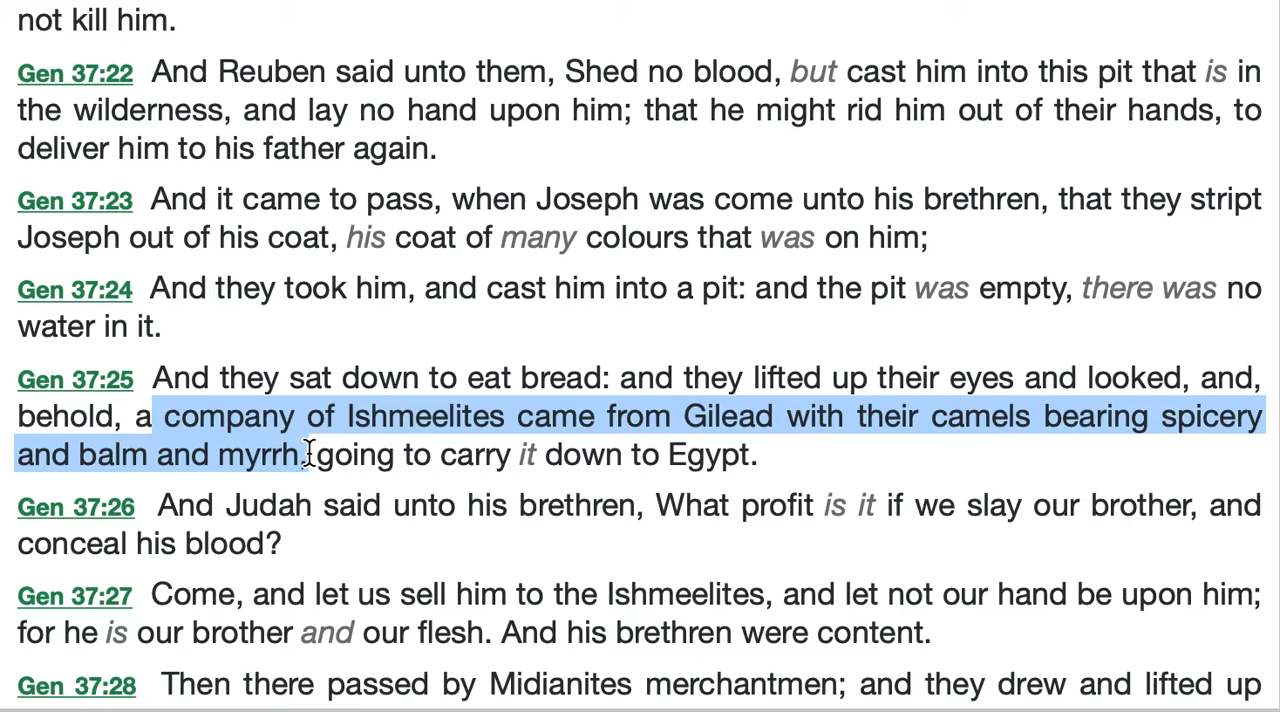 not kill him.
Gen 37:22 And Reuben said unto them, Shed no blood, but cast him into this pit that is in
the wilderness, and lay no hand upon him; that he might rid him out of their hands, to
deliver him to his father again.
Gen 37:23 And it came to pass, when Joseph was come unto his brethren, that they stript
Joseph out of his coat, his coat of many colours that was on him;
Gen 37:24 And they took him, and cast him into a pit: and the pit was empty, there was no
water in it.
Gen 37:25 And they sat down to eat bread: and they lifted up their eyes and looked, and,
behold, a company of Ishmeelites came from Gilead with their camels bearing spicery
and balm and myrrh, going to carry it down to Egypt.
Gen 37:26 And Judah said unto his brethren, What profit is it if we slay our brother, and
conceal his blood?
Gen 37:27 Come, and let us sell him to the Ishmeelites, and let not our hand be upon him;
for he is our brother and our flesh. And his brethren were content.
Gen 37:28 Then there passed by Midianites merchantmen; and they drew and lifted up